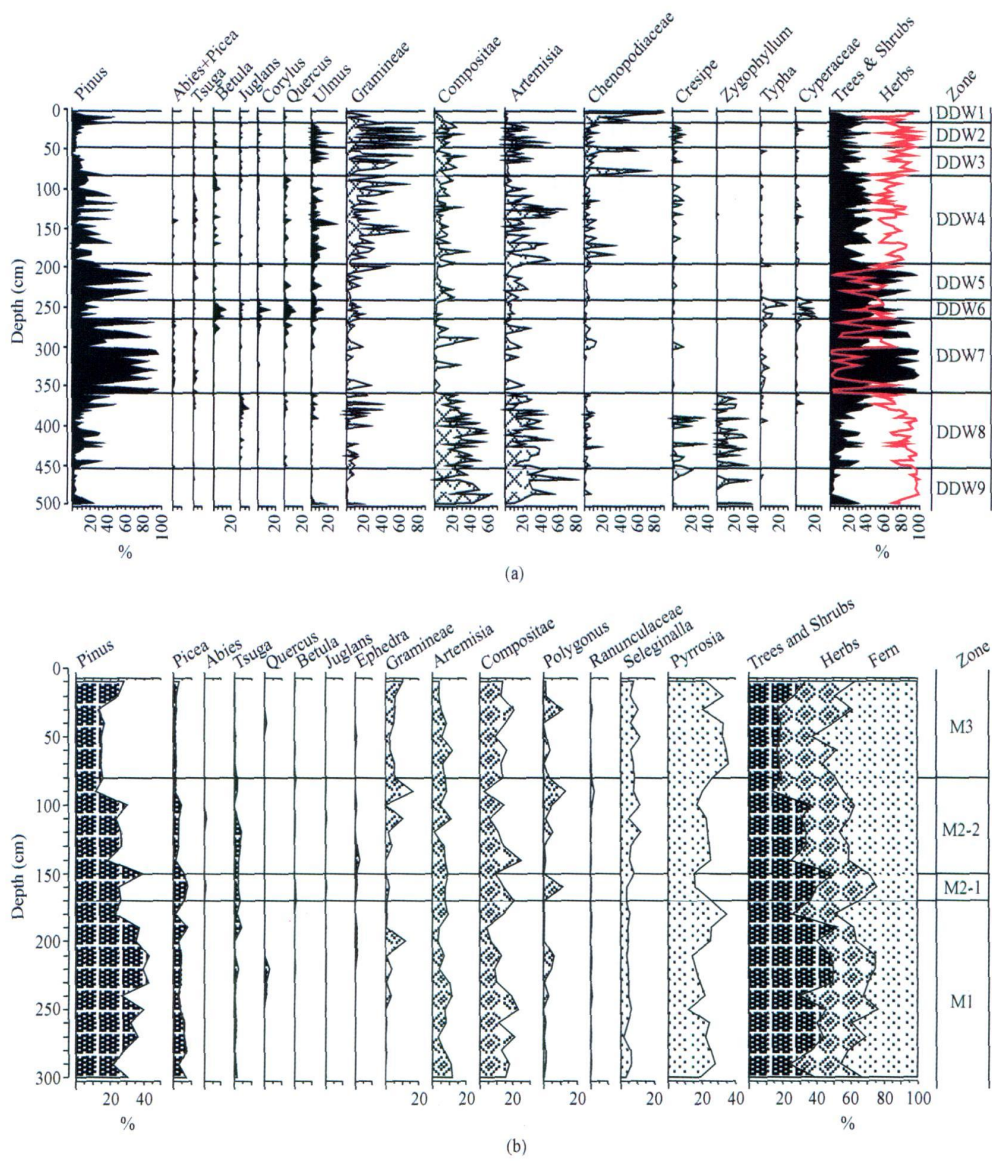 (a)
Pinus Abies+Picea Tsuga Betula Juglans Corylus Quercus Ulmus Gramineae Compositae Artemisia Chenopodiaceae Cresipe Zygophyllum Typha Cyperaceae Trees & Shrubs Herbs Zone
Depth (cm)
0 DDW1
DDW2
50 DDW3
100
150 DDW4
200
DDW5
250 DDW6
300 DDW7
350
400 DDW8
450
500 DDW9
20 40 60 80 100 20 20 20 20 40 60 80 20 40 60 20 40 60 80 20 40 60 80 20 20 40 20 20 20 40 60 80 100
% %
Pinus Picea Abies Tsuga Quercus Betula Juglans Ephedra Gramineae Artemisia Compositae Polygonus Ranunculaceae Seleginalla Pyrrosia Trees and Shrubs Herbs Fern Zone
Depth (cm)
0
50 M3
100 M2-2
150 M2-1
200
250 M1
300
20 40 20 20 20 20 20 20 40 20 40 60 80 100
% % %
(b)